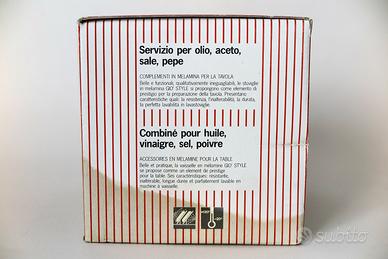 Servizio per olio, aceto,
sale, pepe
COMPLEMENTI IN MELAMINA PER LA TAVOLA
Belle e funzionali, qualitativamente ineguagliabili, le stoviglie
in melamina GIO' STYLE si propongono come elemento di
prestigio per la preparazione della tavola. Presentano
caratteristiche quali: la resistenza, l'inalterabilità, la durata,
la perfetta lavabilità in lavastoviglie.
Combiné pour huile,
vinaigre, sel, poivre
ACCESSOIRES EN MELAMINE POUR LA TABLE
Belle et pratique, la vaisselle en mélamine GIO' STYLE
se propose comme un element de prestige
pour la table. Ses caractéristiques: résistante,
inalterable, longue durée et parfaitement lavable en
machine à vaisselle.
subito